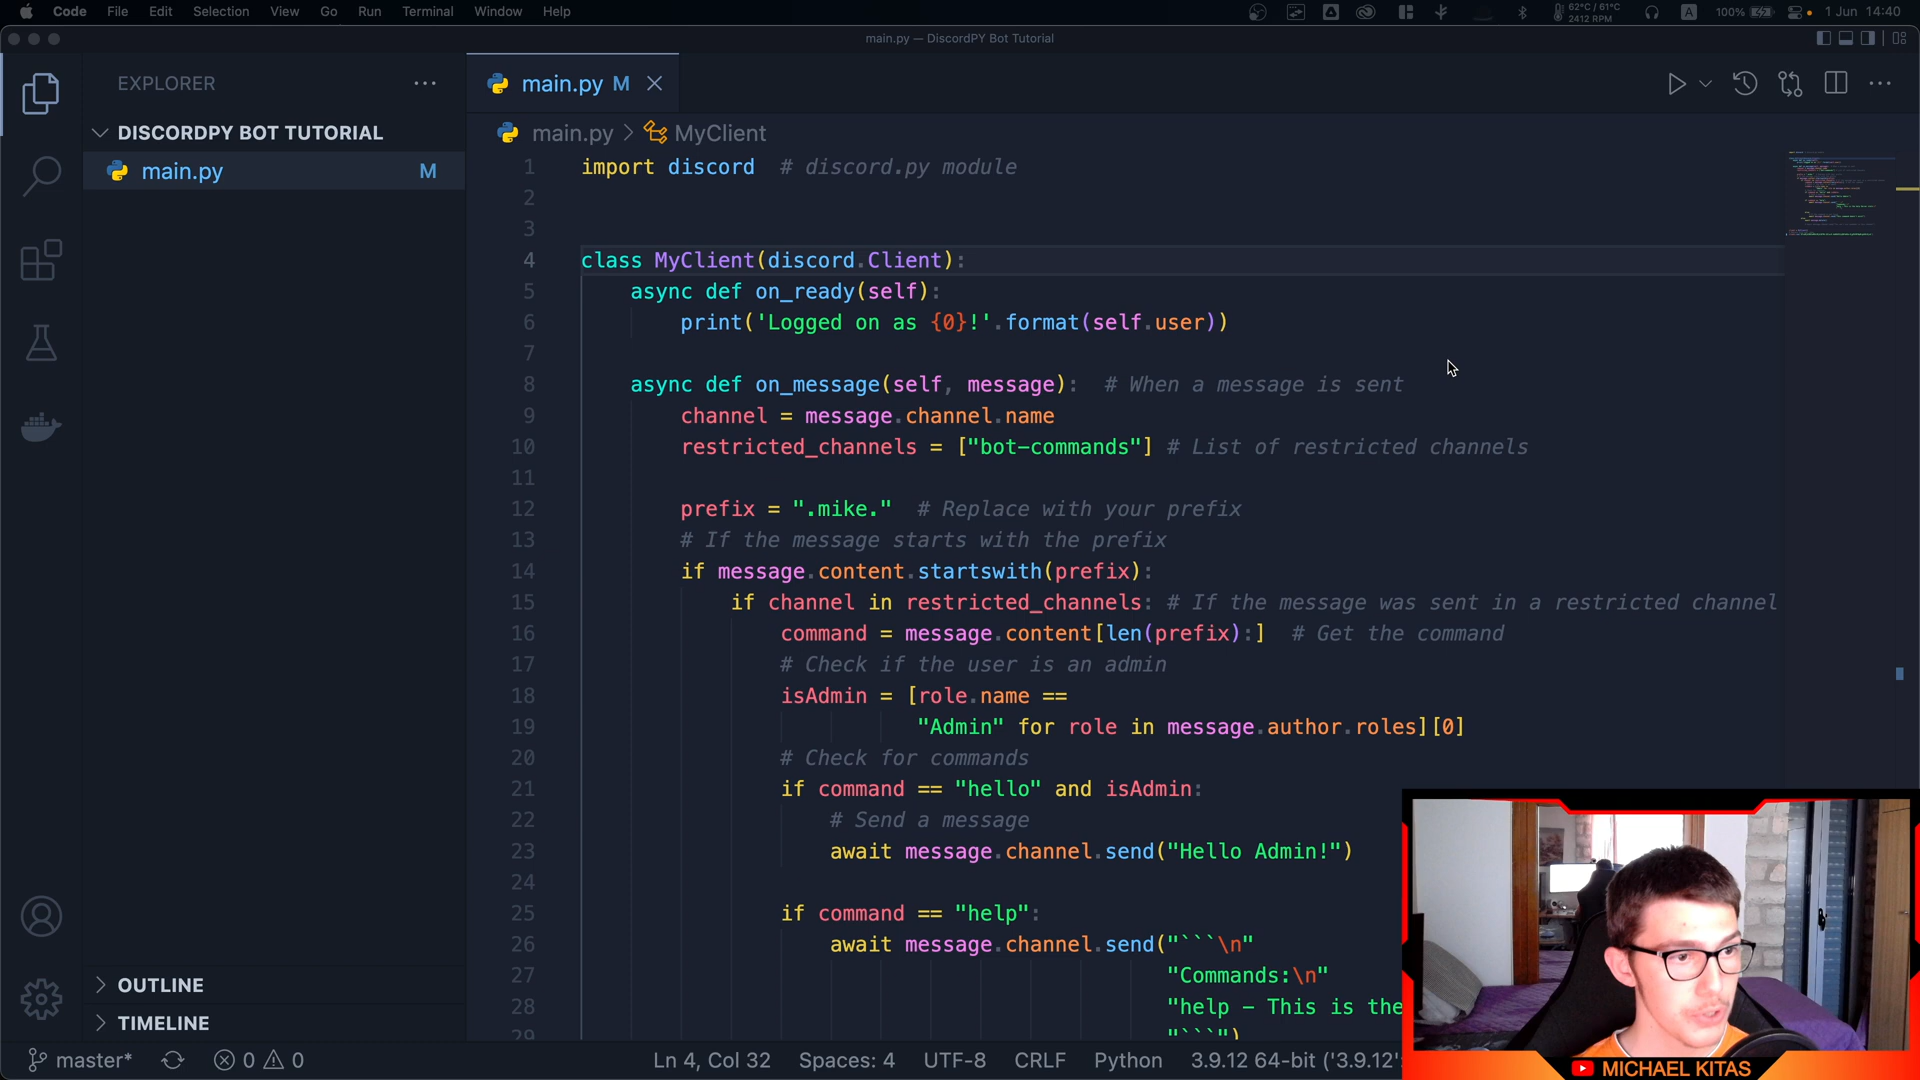 Code File Edit Selection View Go Run Terminal Window Help
62°C / 61°C
2412 RPM
A
100%
1 Jun 14:40
main.py — DiscordPY Bot Tutorial
EXPLORER
main.py M
DISCORDPY BOT TUTORIAL
main.py > MyClient
main.py M
1 import discord # discord.py module
2
3
4 class MyClient(discord.Client):
5 async def on_ready(self):
6 print('Logged on as {0}!'.format(self.user))
7
8 async def on_message(self, message): # When a message is sent
9 channel = message.channel.name
10 restricted_channels = ["bot-commands"] # List of restricted channels
11
12 prefix = ".mike." # Replace with your prefix
13 # If the message starts with the prefix
14 if message.content.startswith(prefix):
15 if channel in restricted_channels: # If the message was sent in a restricted channel
16 command = message.content[len(prefix):] # Get the command
17 # Check if the user is an admin
18 isAdmin = [role.name ==
19 "Admin" for role in message.author.roles][0]
20 # Check for commands
21 if command == "hello" and isAdmin:
22 # Send a message
23 await message.channel.send("Hello Admin!")
24
25 if command == "help":
26 await message.channel.send("```\n"
27 "Commands:\n"
28 "help - This is the
29 "```")
OUTLINE
TIMELINE
master* 0 0
Ln 4, Col 32 Spaces: 4 UTF-8 CRLF Python 3.9.12 64-bit ('3.9.12':
MICHAEL KITAS